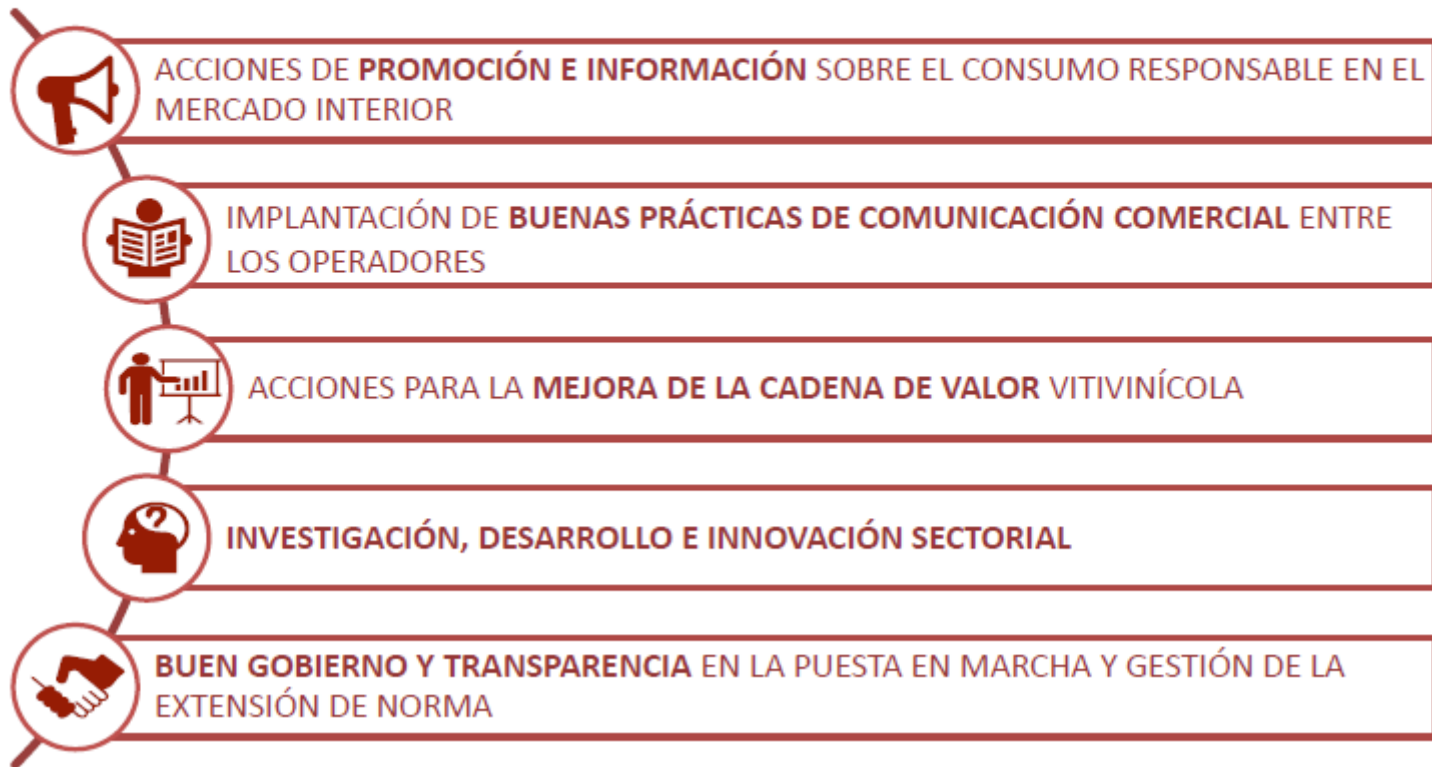 ACCIONES DE PROMOCIÓN E INFORMACIÓN SOBRE EL CONSUMO RESPONSABLE EN EL
MERCADO INTERIOR
IMPLANTACIÓN DE BUENAS PRÁCTICAS DE COMUNICACIÓN COMERCIAL ENTRE
LOS OPERADORES
ACCIONES PARA LA MEJORA DE LA CADENA DE VALOR VITIVINÍCOLA
INVESTIGACIÓN, DESARROLLO E INNOVACIÓN SECTORIAL
BUEN GOBIERNO Y TRANSPARENCIA EN LA PUESTA EN MARCHA Y GESTIÓN DE LA
EXTENSIÓN DE NORMA